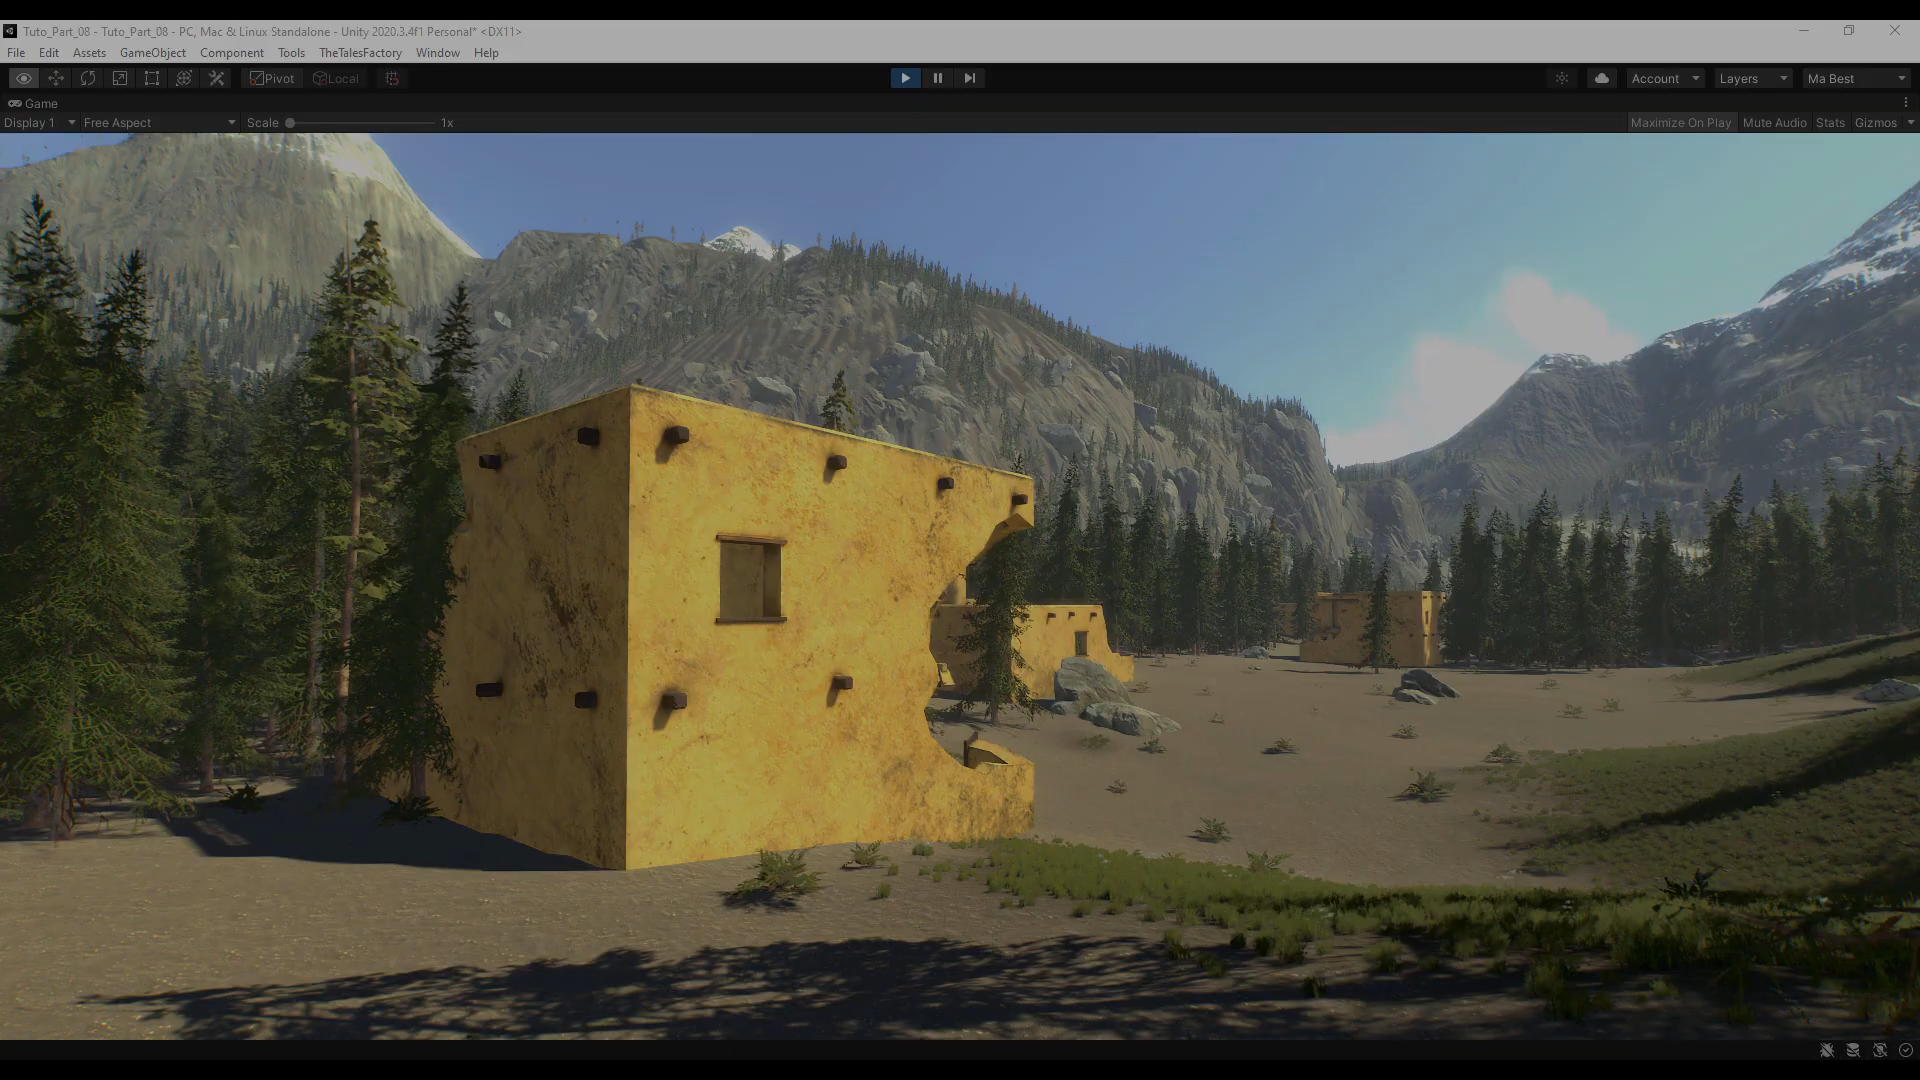 Tuto_Part_08 - Tuto_Part_08 - PC, Mac & Linux Standalone - Unity 2020.3.4f1 Personal* <DX11>
File Edit Assets GameObject Component Tools TheTalesFactory Window Help
Pivot Local Account Layers Ma Best
Game
Display 1 Free Aspect Scale 1x Maximize On Play Mute Audio Stats Gizmos